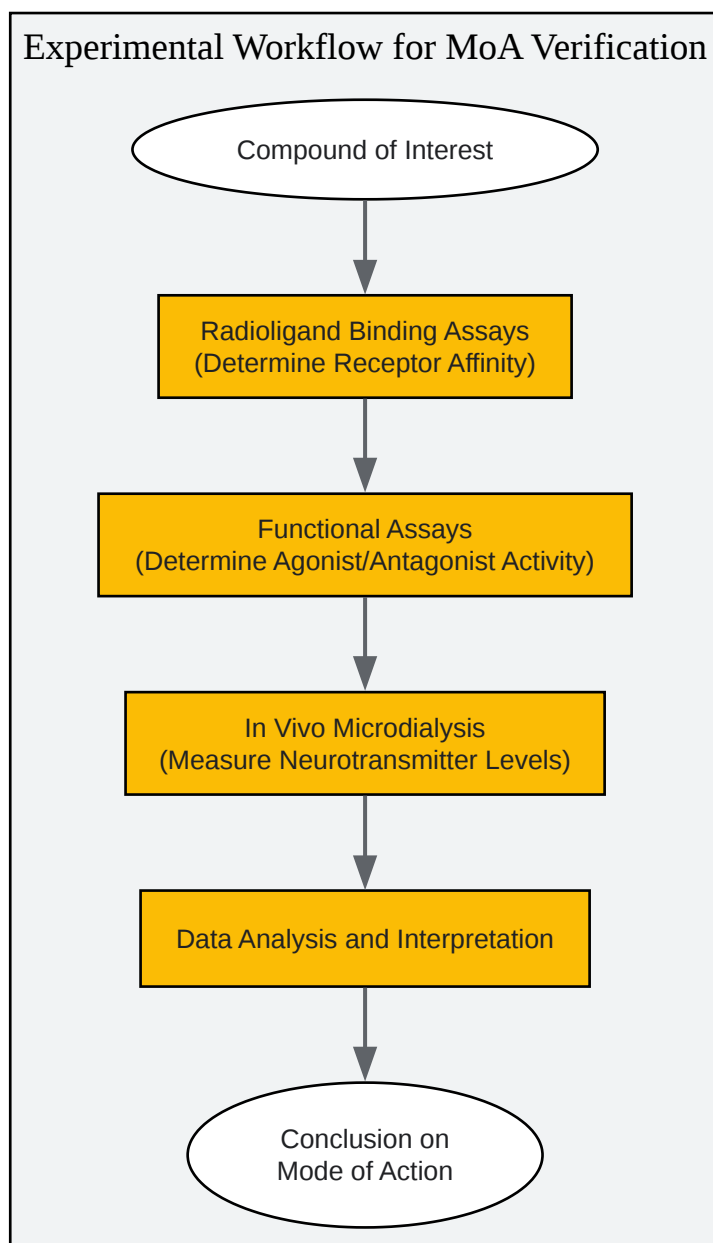 Experimental Workflow for MoA Verification
Compound of Interest
Radioligand Binding Assays
(Determine Receptor Affinity)
Functional Assays
(Determine Agonist/Antagonist Activity)
In Vivo Microdialysis
(Measure Neurotransmitter Levels)
Data Analysis and Interpretation
Conclusion on
Mode of Action